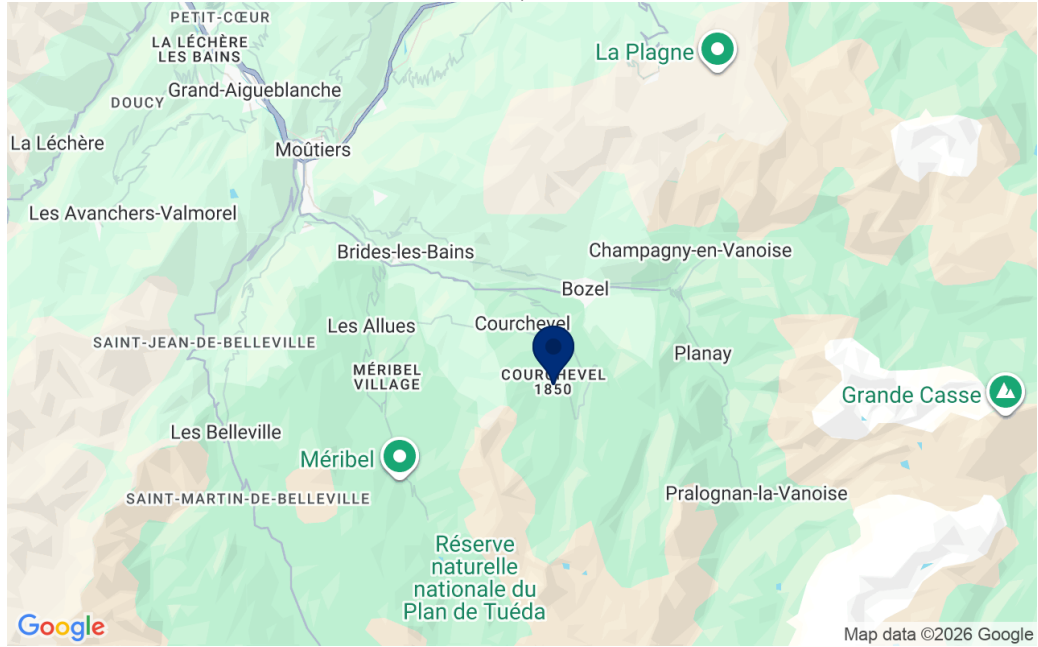 PETIT-CŒUR
LA LÉCHÈRE
LES BAINS
La Plagne
Grand-Aigueblanche
DOUCY
La Léchère
Moûtiers
Les Avanchers-Valmorel
Brides-les-Bains
Champagny-en-Vanoise
Bozel
Les Allues
Courchevel
SAINT-JEAN-DE-BELLEVILLE
Planay
MÉRIBEL
VILLAGE
COURCHEVEL
1850
Grande Casse
Les Belleville
Méribel
SAINT-MARTIN-DE-BELLEVILLE
Pralognan-la-Vanoise
Réserve
naturelle
nationale du
Plan de Tuéda
Google
Map data ©2026 Google